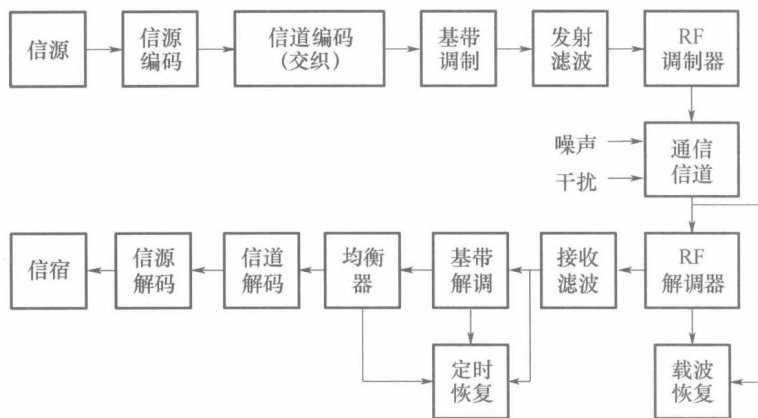 信源
信源
编码
信道编码
(交织)
基带
调制
发射
滤波
RF
调制器
噪声
干扰
通信
信道
信宿
信源
解码
信道
解码
均衡
器
基带
解调
接收
滤波
RF
解调器
定时
恢复
载波
恢复